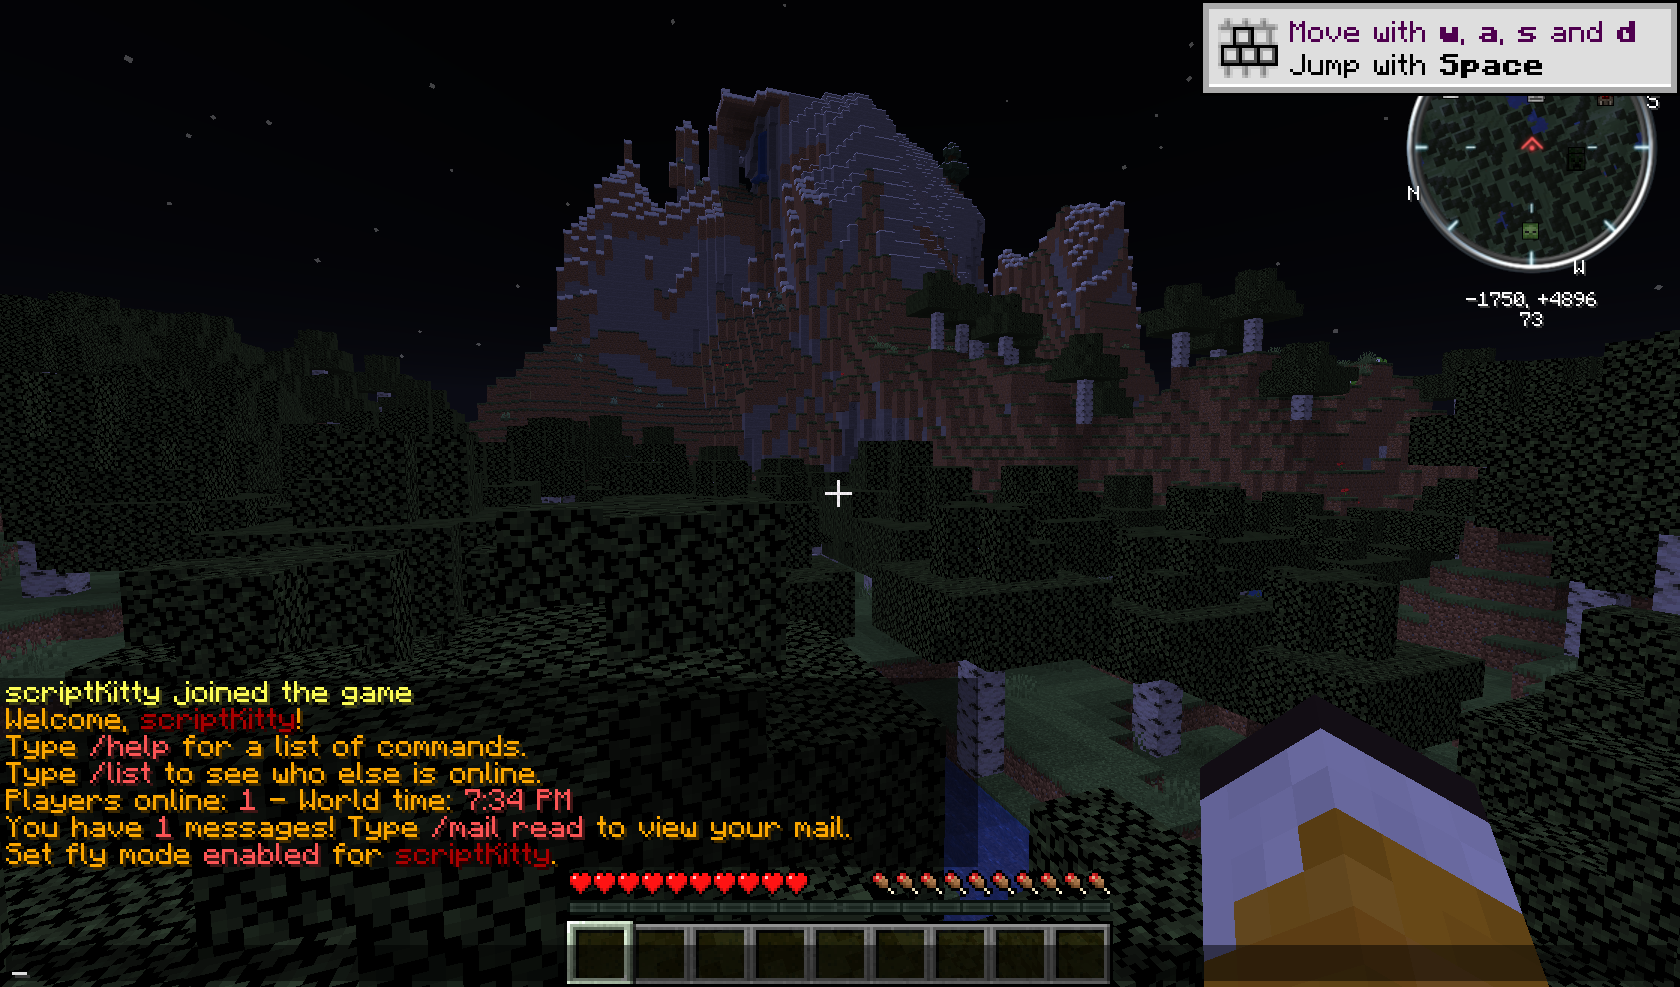 Move with w, a, s and d
Jump with Space
S
N
W
-1750, +4896
73
scriptKitty joined the game
Welcome, scriptKitty!
Type /help for a list of commands.
Type /list to see who else is online.
Players online: 1 - World time: 7:34 PM
You have 1 messages! Type /mail read to view your mail.
Set fly mode enabled for scriptKitty.
_